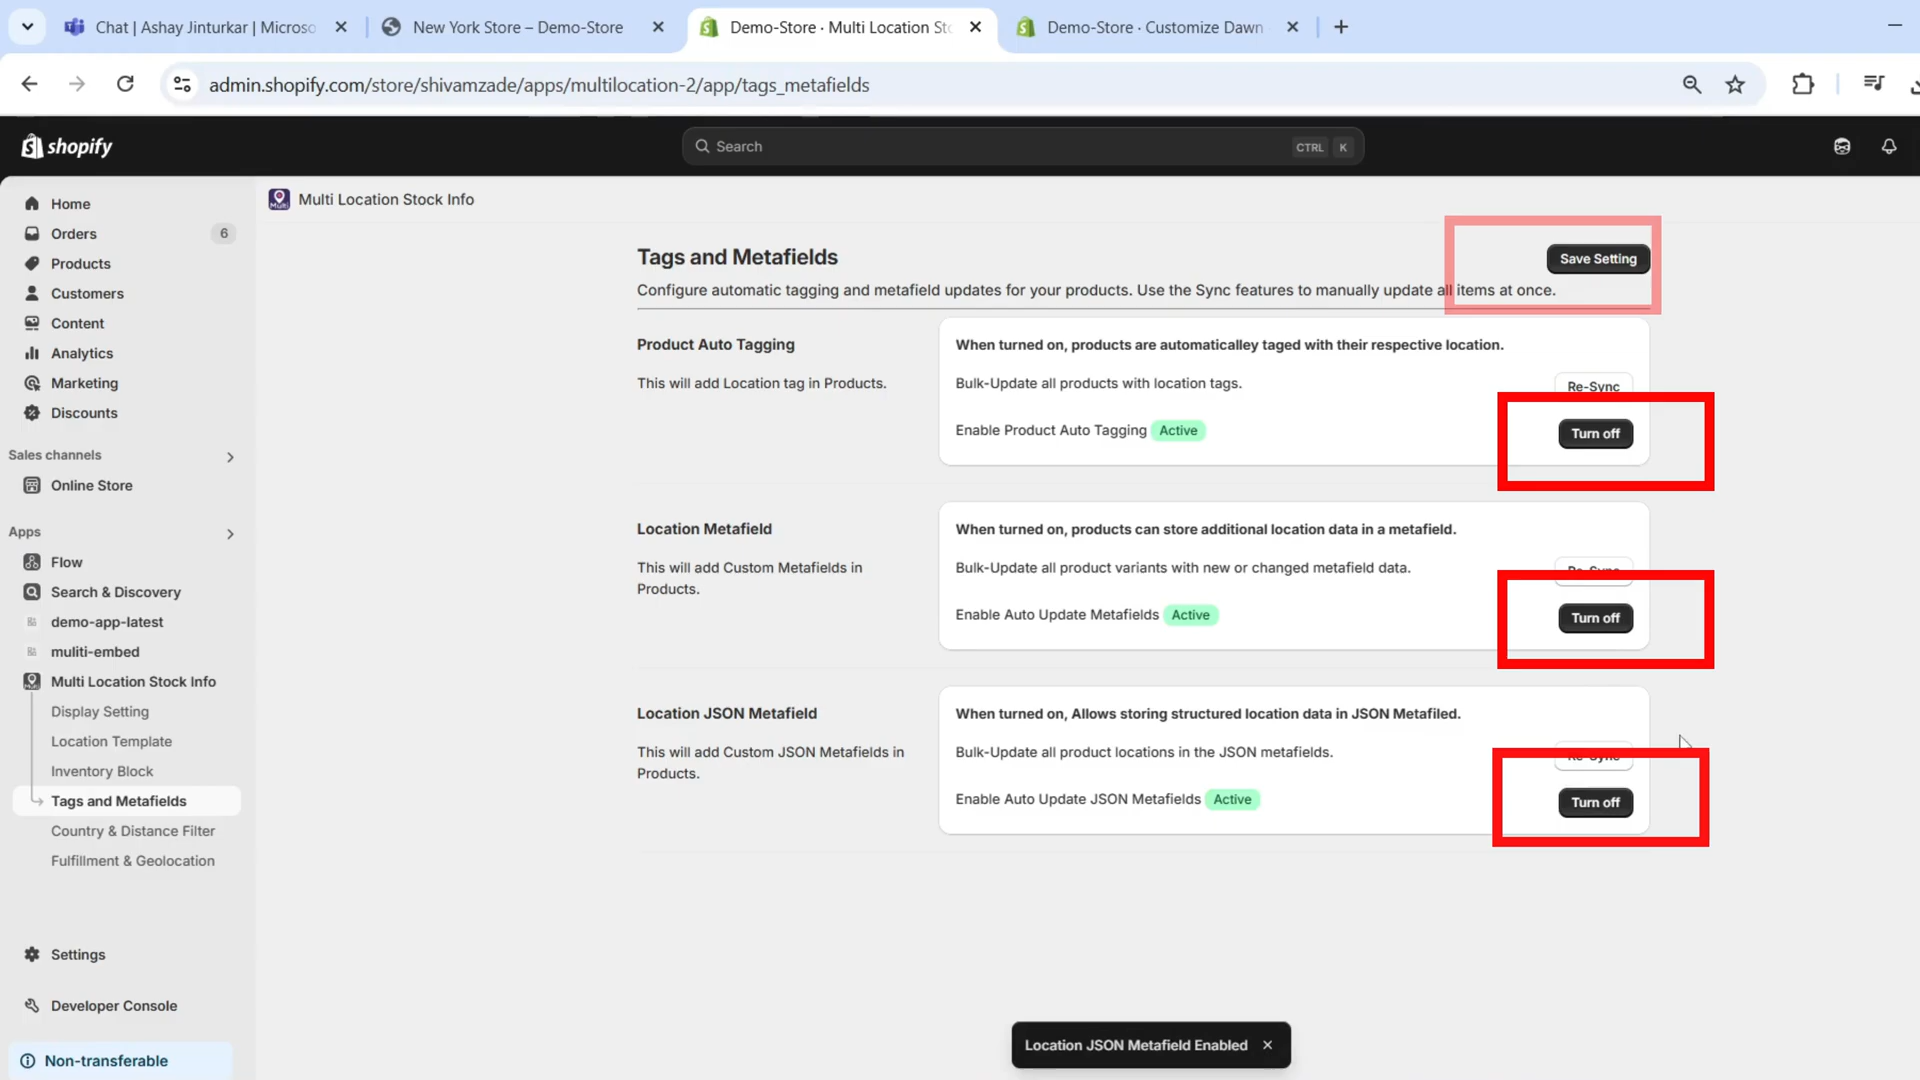 Chat | Ashay Jinturkar | Microso
New York Store – Demo-Store
Demo-Store · Multi Location Sto
Demo-Store · Customize Dawn
admin.shopify.com/store/shivamzade/apps/multilocation-2/app/tags_metafields
shopify
Search
CTRL
K
Home
Orders
6
Products
Customers
Content
Analytics
Marketing
Discounts
Sales channels
Online Store
Apps
Flow
Search & Discovery
demo-app-latest
muliti-embed
Multi Location Stock Info
Display Setting
Location Template
Inventory Block
Tags and Metafields
Country & Distance Filter
Fulfillment & Geolocation
Settings
Developer Console
Non-transferable
Multi Location Stock Info
Tags and Metafields
Save Setting
Configure automatic tagging and metafield updates for your products. Use the Sync features to manually update all items at once.
Product Auto Tagging
This will add Location tag in Products.
When turned on, products are automaticalley taged with their respective location.
Bulk-Update all products with location tags.
Re-Sync
Enable Product Auto Tagging
Active
Turn off
Location Metafield
This will add Custom Metafields in
Products.
When turned on, products can store additional location data in a metafield.
Bulk-Update all product variants with new or changed metafield data.
Re-Sync
Enable Auto Update Metafields
Active
Turn off
Location JSON Metafield
This will add Custom JSON Metafields in
Products.
When turned on, Allows storing structured location data in JSON Metafiled.
Bulk-Update all product locations in the JSON metafields.
Re-Sync
Enable Auto Update JSON Metafields
Active
Turn off
Location JSON Metafield Enabled